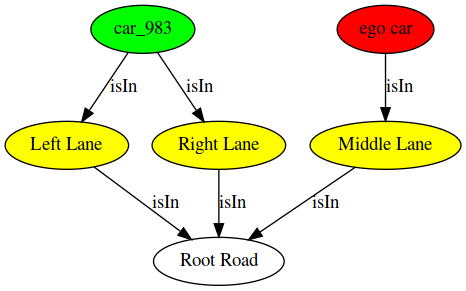 car_983
ego car
isIn
isIn
isIn
Left Lane
Right Lane
Middle Lane
isIn
isIn
isIn
Root Road